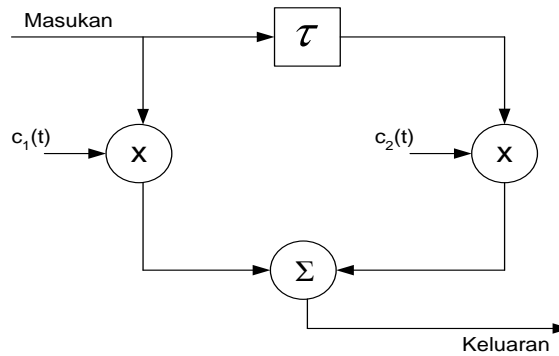 Masukan
τ
c₁(t)
X
c₂(t)
X
Σ
Keluaran